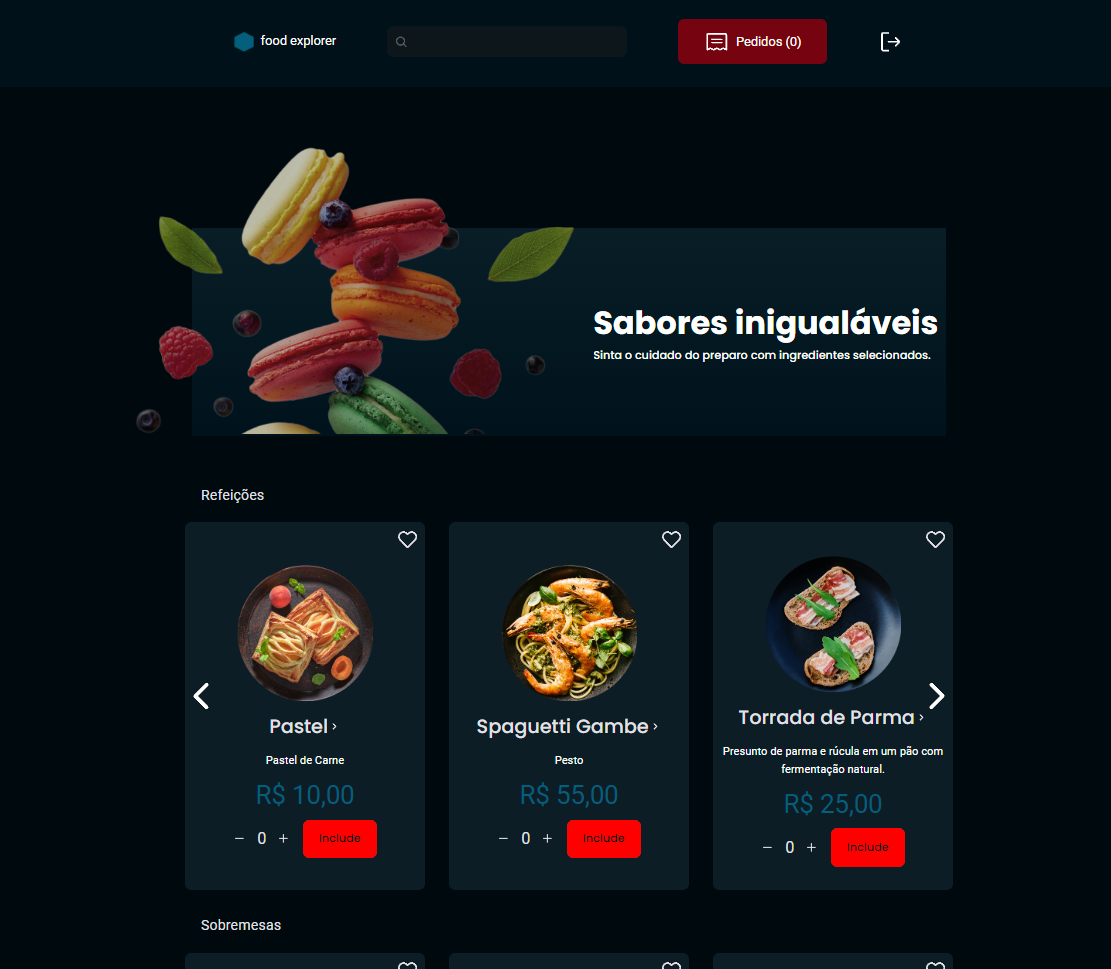 food explorer
Pedidos (0)
Sabores inigualáveis
Sinta o cuidado do preparo com ingredientes selecionados.
Refeições
Pastel ›
Pastel de Carne
R$ 10,00
− 0 + Include
Spaguetti Gambe ›
Pesto
R$ 55,00
− 0 + Include
Torrada de Parma ›
Presunto de parma e rúcula em um pão com
fermentação natural.
R$ 25,00
− 0 + Include
Sobremesas